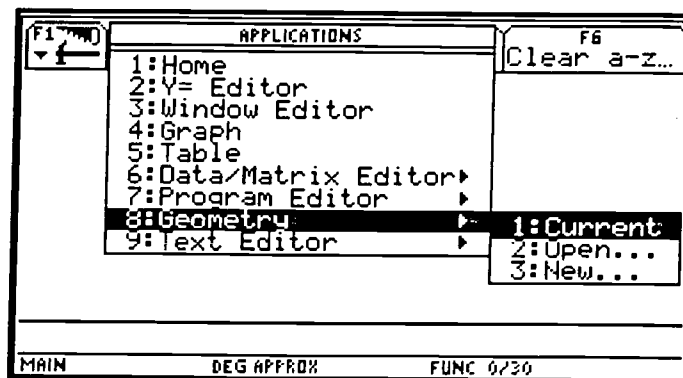 F1 APPLICATIONS F6
Clear a-z...
1:Home
2:Y= Editor
3:Window Editor
4:Graph
5:Table
6:Data/Matrix Editor▶
7:Program Editor ▶
8:Geometry ▶ 1:Current
9:Text Editor ▶ 2:Open...
3:New...
MAIN DEG APPROX FUNC 0/30